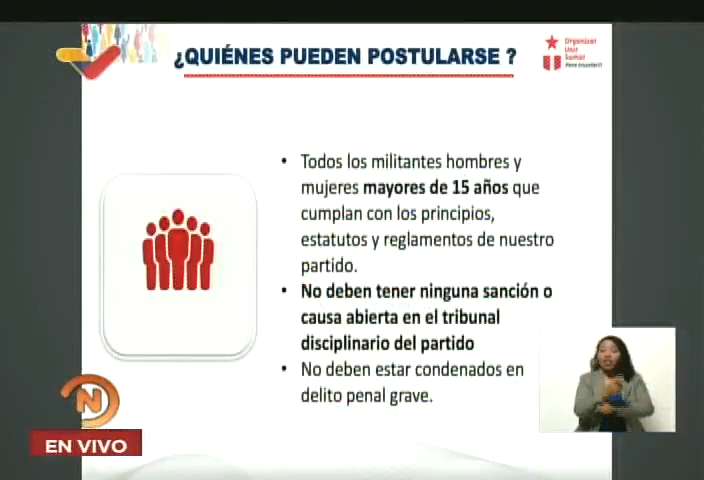 ¿QUIÉNES PUEDEN POSTULARSE ?
Organizar
Unir
Sumar
• Todos los militantes hombres y
mujeres mayores de 15 años que
cumplan con los principios,
estatutos y reglamentos de nuestro
partido.
• No deben tener ninguna sanción o
causa abierta en el tribunal
disciplinario del partido
• No deben estar condenados en
delito penal grave.
N
EN VIVO